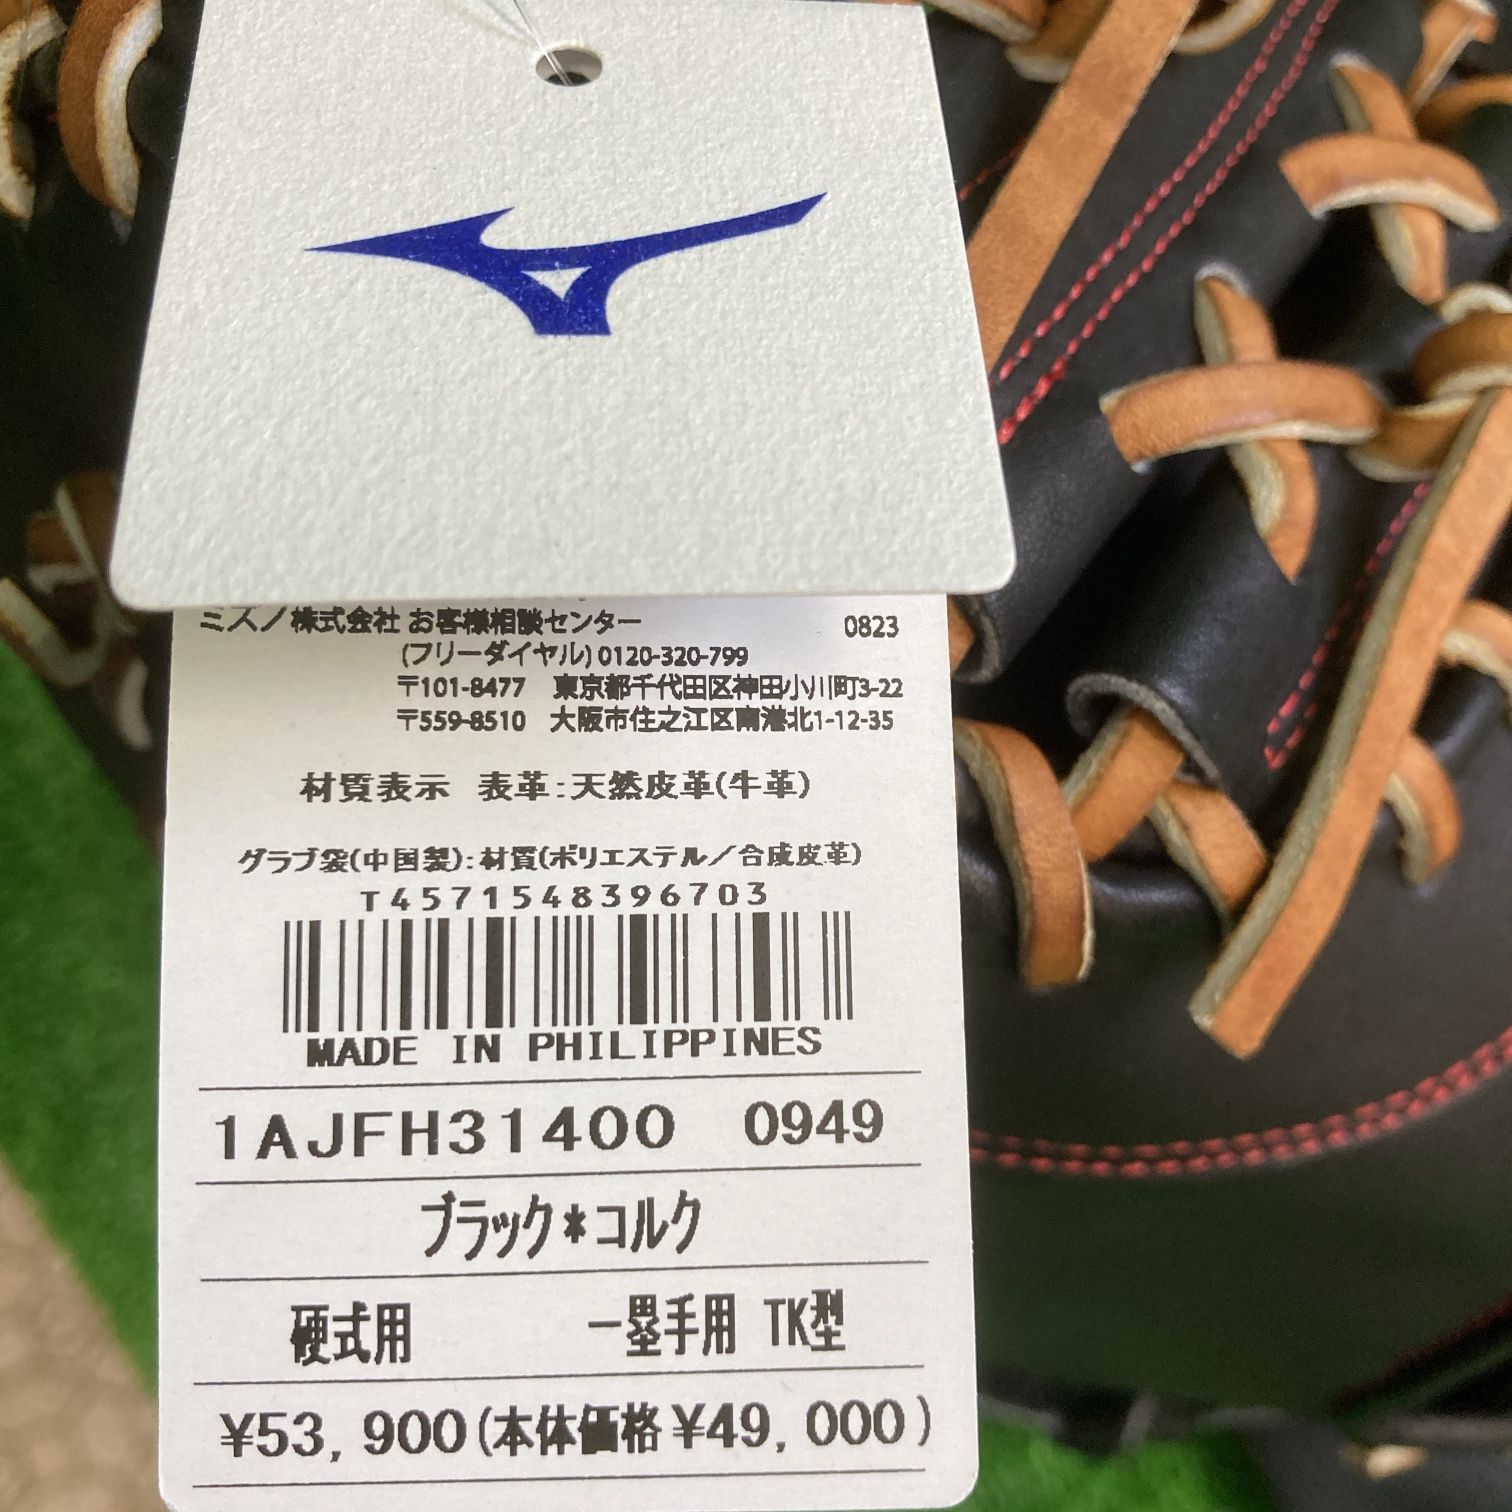 ミズノ株式会社 お客様相談センター 0823
(フリーダイヤル) 0120-320-799
〒101-8477 東京都千代田区神田小川町3-22
〒559-8510 大阪市住之江区南港北1-12-35
材質表示 表革:天然皮革(牛革)
グラブ袋(中国製):材質(ポリエステル/合成皮革)
T4571548396703
MADE IN PHILIPPINES
1AJFH31400 0949
ブラック*コルク
硬式用 一塁手用 TK型
¥53,900(本体価格¥49,000)